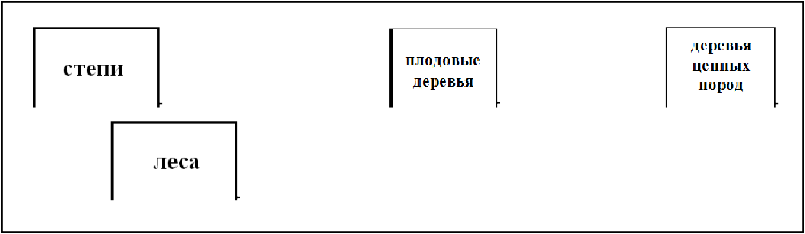 степи
плодовые
деревья
деревья
ценных
пород
леса